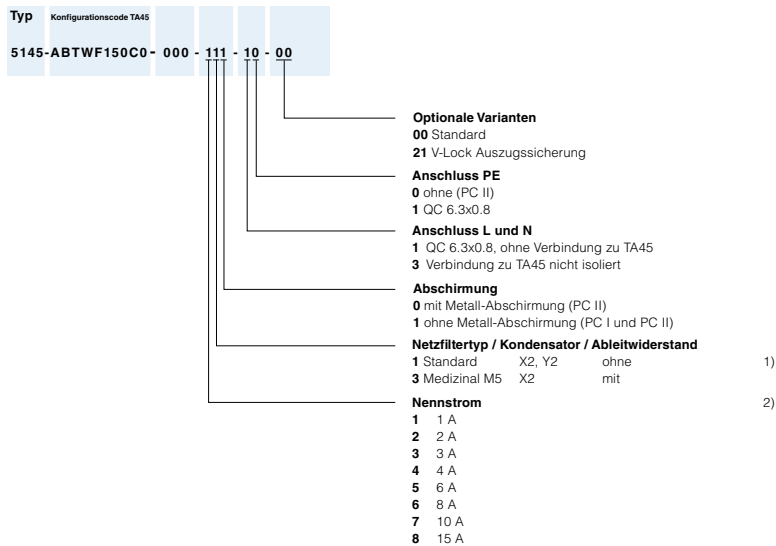 Typ Konfigurationscode TA45
5145-ABTWF150C0- 000 - 111 - 10 - 00
Optionale Varianten
00 Standard
21 V-Lock Auszugssicherung
Anschluss PE
0 ohne (PC II)
1 QC 6.3x0.8
Anschluss L und N
1 QC 6.3x0.8, ohne Verbindung zu TA45
3 Verbindung zu TA45 nicht isoliert
Abschirmung
0 mit Metall-Abschirmung (PC II)
1 ohne Metall-Abschirmung (PC I und PC II)
Netzfiltertyp / Kondensator / Ableitwiderstand
1 Standard X2, Y2 ohne 1)
3 Medizinal M5 X2 mit
Nennstrom 2)
1 1 A
2 2 A
3 3 A
4 4 A
5 6 A
6 8 A
7 10 A
8 15 A